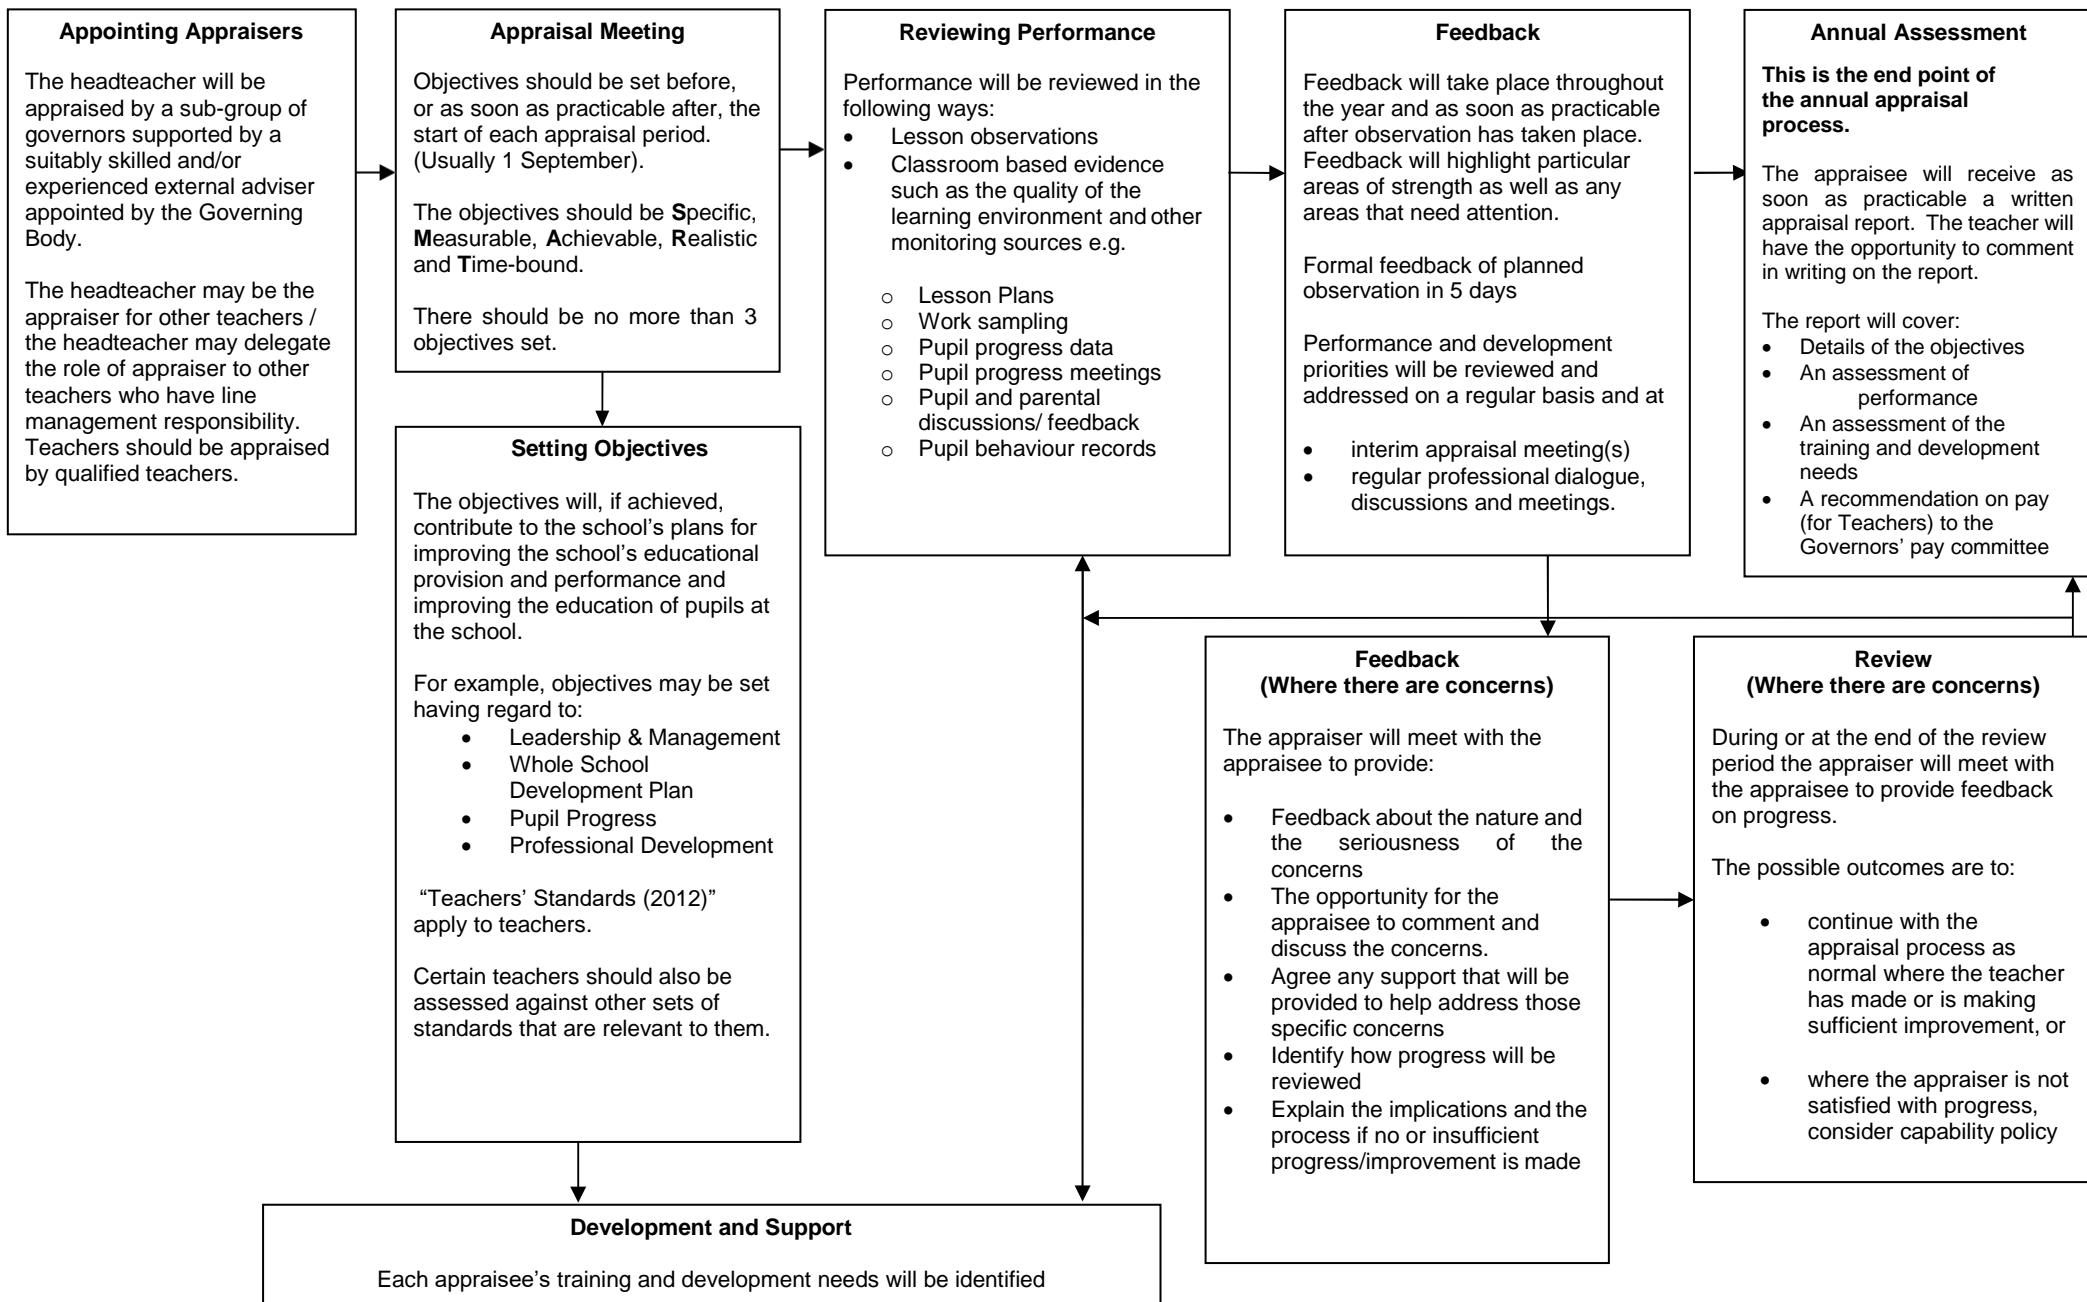 Appointing Appraisers
The headteacher will be
appraised by a sub-group of
governors supported by a
suitably skilled and/or
experienced external adviser
appointed by the Governing
Body.
The headteacher may be the
appraiser for other teachers /
the headteacher may delegate
the role of appraiser to other
teachers who have line
management responsibility.
Teachers should be appraised
by qualified teachers.
Appraisal Meeting
Objectives should be set before,
or as soon as practicable after, the
start of each appraisal period.
(Usually 1 September).
The objectives should be Specific,
Measurable, Achievable, Realistic
and Time-bound.
There should be no more than 3
objectives set.
Setting Objectives
The objectives will, if achieved,
contribute to the school's plans for
improving the school's educational
provision and performance and
improving the education of pupils at
the school.
For example, objectives may be set
having regard to:
• Leadership & Management
• Whole School
Development Plan
• Pupil Progress
• Professional Development
“Teachers' Standards (2012)”
apply to teachers.
Certain teachers should also be
assessed against other sets of
standards that are relevant to them.
Reviewing Performance
Performance will be reviewed in the
following ways:
• Lesson observations
• Classroom based evidence
such as the quality of the
learning environment and other
monitoring sources e.g.
o Lesson Plans
o Work sampling
o Pupil progress data
o Pupil progress meetings
o Pupil and parental
discussions/ feedback
o Pupil behaviour records
Feedback
Feedback will take place throughout
the year and as soon as practicable
after observation has taken place.
Feedback will highlight particular
areas of strength as well as any
areas that need attention.
Formal feedback of planned
observation in 5 days
Performance and development
priorities will be reviewed and
addressed on a regular basis and at
• interim appraisal meeting(s)
• regular professional dialogue,
discussions and meetings.
Annual Assessment
This is the end point of
the annual appraisal
process.
The appraisee will receive as
soon as practicable a written
appraisal report. The teacher will
have the opportunity to comment
in writing on the report.
The report will cover:
• Details of the objectives
• An assessment of
performance
• An assessment of the
training and development
needs
• A recommendation on pay
(for Teachers) to the
Governors' pay committee
Feedback
(Where there are concerns)
The appraiser will meet with the
appraisee to provide:
• Feedback about the nature and
the seriousness of the
concerns
• The opportunity for the
appraisee to comment and
discuss the concerns.
• Agree any support that will be
provided to help address those
specific concerns
• Identify how progress will be
reviewed
• Explain the implications and the
process if no or insufficient
progress/improvement is made
Review
(Where there are concerns)
During or at the end of the review
period the appraiser will meet with
the appraisee to provide feedback
on progress.
The possible outcomes are to:
• continue with the
appraisal process as
normal where the teacher
has made or is making
sufficient improvement, or
• where the appraiser is not
satisfied with progress,
consider capability policy
Development and Support
Each appraisee's training and development needs will be identified